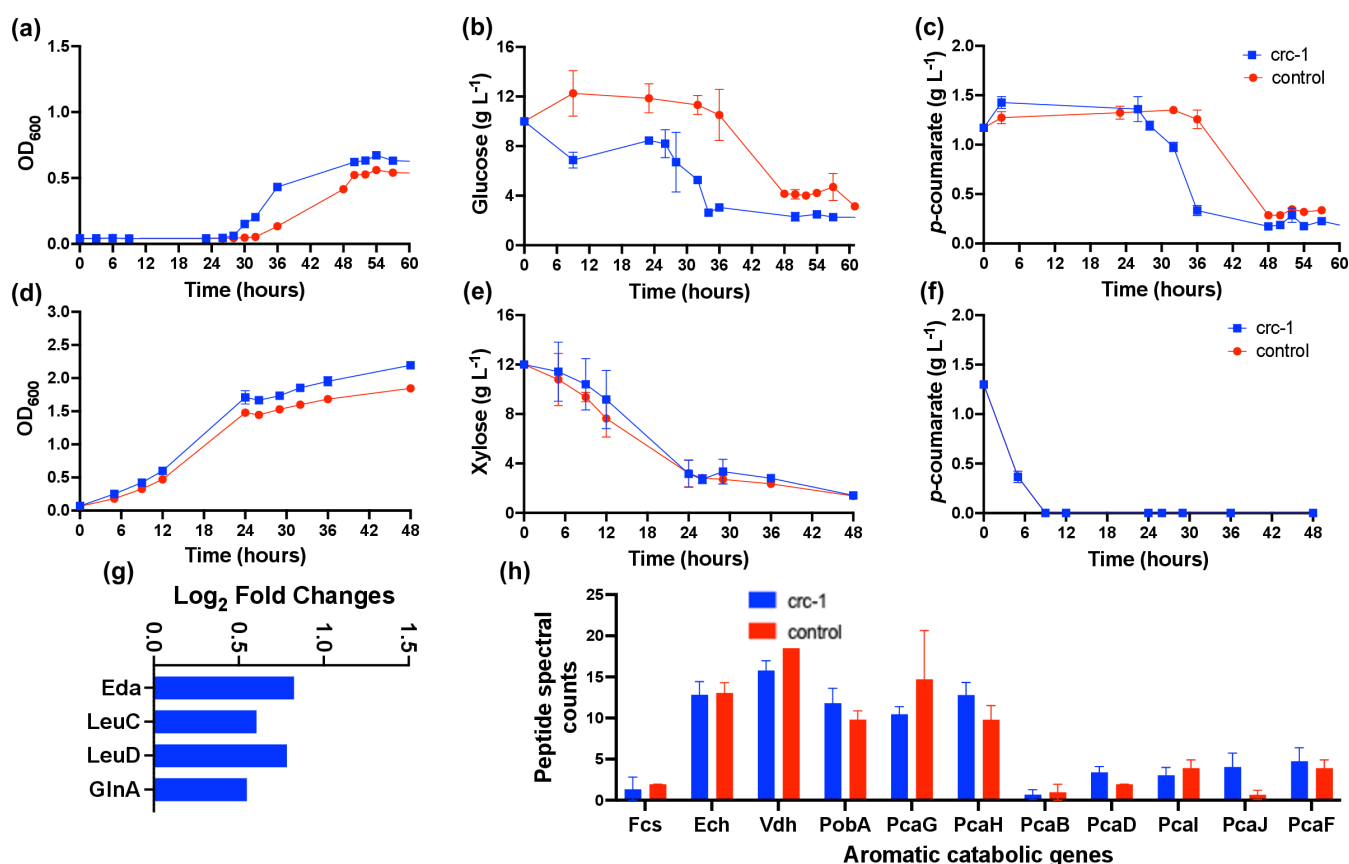 (a)
1.5
1.0
0.5
0.0
OD600
0 6 12 18 24 30 36 42 48 54 60
Time (hours)
(b)
16
12
8
4
0
Glucose (g L-1)
0 6 12 18 24 30 36 42 48 54 60
Time (hours)
(c)
2.0
1.5
1.0
0.5
0.0
p-coumarate (g L-1)
crc-1
control
0 6 12 18 24 30 36 42 48 54 60
Time (hours)
(d)
3.0
2.5
2.0
1.5
1.0
0.5
0.0
OD600
0 6 12 18 24 30 36 42 48
Time (hours)
(e)
16
12
8
4
0
Xylose (g L-1)
0 6 12 18 24 30 36 42 48
Time (hours)
(f)
2.0
1.5
1.0
0.5
0.0
p-coumarate (g L-1)
crc-1
control
0 6 12 18 24 30 36 42 48
Time (hours)
(g)
Log2 Fold Changes
0.0 0.5 1.0 1.5
Eda
LeuC
LeuD
GlnA
(h)
25
20
15
10
5
0
Peptide spectral
counts
crc-1
control
Fcs Ech Vdh PobA PcaG PcaH PcaB PcaD PcaI PcaJ PcaF
Aromatic catabolic genes